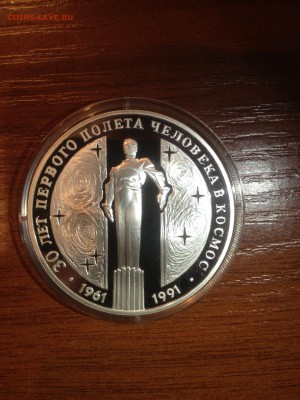 COINS.LAVE.RU
30 ЛЕТ ПЕРВОГО ПОЛЕТА ЧЕЛОВЕКА В КОСМОС
· 1961 · 1991 ·